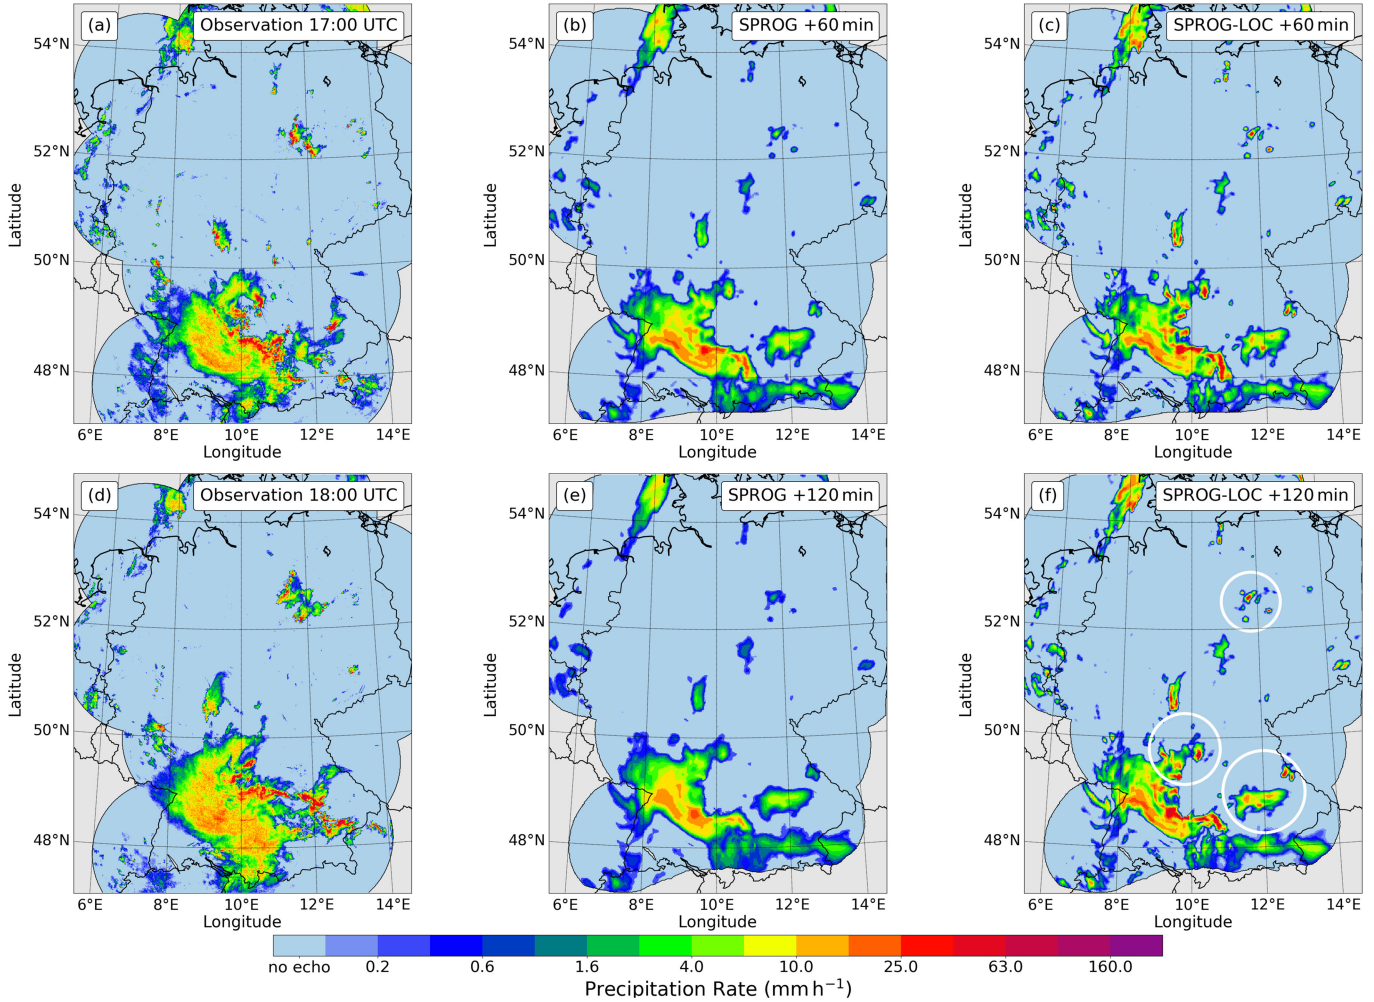 (a) Observation 17:00 UTC
(b) SPROG +60 min
(c) SPROG-LOC +60 min
54°N
52°N
50°N
48°N
Latitude
6°E 8°E 10°E 12°E 14°E
Longitude
54°N
52°N
50°N
48°N
Latitude
6°E 8°E 10°E 12°E 14°E
Longitude
54°N
52°N
50°N
48°N
Latitude
6°E 8°E 10°E 12°E 14°E
Longitude
(d) Observation 18:00 UTC
(e) SPROG +120 min
(f) SPROG-LOC +120 min
54°N
52°N
50°N
48°N
Latitude
6°E 8°E 10°E 12°E 14°E
Longitude
54°N
52°N
50°N
48°N
Latitude
6°E 8°E 10°E 12°E 14°E
Longitude
54°N
52°N
50°N
48°N
Latitude
6°E 8°E 10°E 12°E 14°E
Longitude
no echo 0.2 0.6 1.6 4.0 10.0 25.0 63.0 160.0
Precipitation Rate (mm h⁻¹)